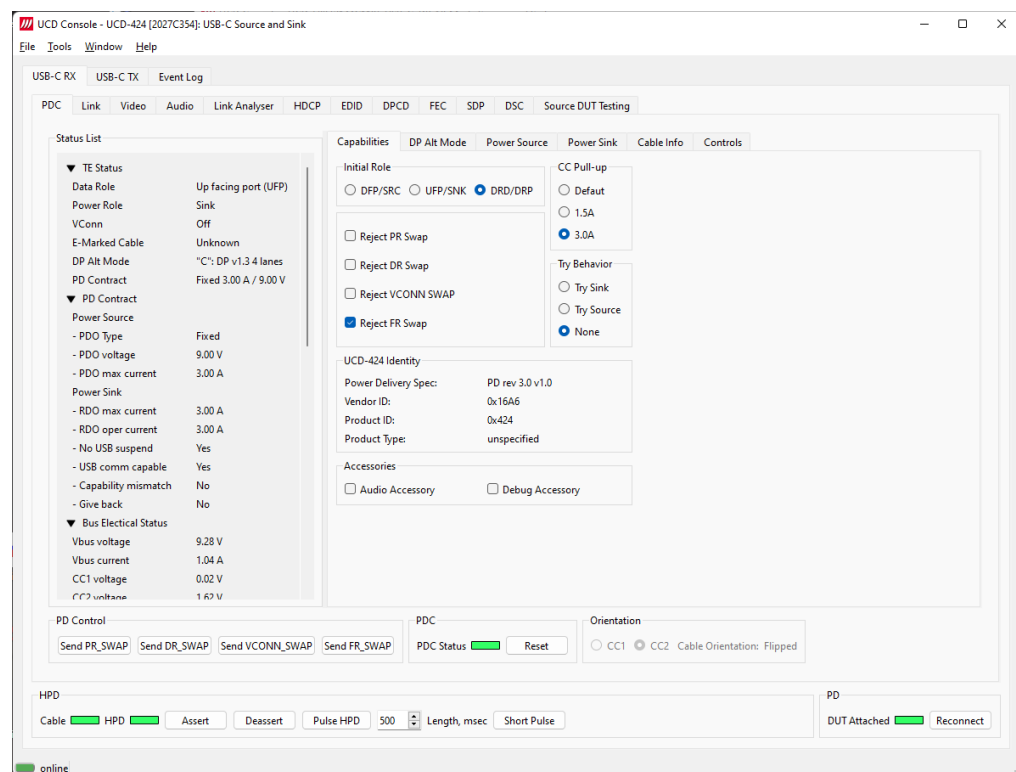 UCD Console - UCD-424 [2027C354]: USB-C Source and Sink
File Tools Window Help
USB-C RX USB-C TX Event Log
PDC Link Video Audio Link Analyser HDCP EDID DPCD FEC SDP DSC Source DUT Testing
Status List
TE Status
Data Role Up facing port (UFP)
Power Role Sink
VConn Off
E-Marked Cable Unknown
DP Alt Mode "C": DP v1.3 4 lanes
PD Contract Fixed 3.00 A / 9.00 V
PD Contract
Power Source
- PDO Type Fixed
- PDO voltage 9.00 V
- PDO max current 3.00 A
Power Sink
- RDO max current 3.00 A
- RDO oper current 3.00 A
- No USB suspend Yes
- USB comm capable Yes
- Capability mismatch No
- Give back No
Bus Electical Status
Vbus voltage 9.28 V
Vbus current 1.04 A
CC1 voltage 0.02 V
CC2 voltage 1.62 V
Capabilities DP Alt Mode Power Source Power Sink Cable Info Controls
Initial Role
DFP/SRC UFP/SNK DRD/DRP
Reject PR Swap
Reject DR Swap
Reject VCONN SWAP
Reject FR Swap
CC Pull-up
Defaut
1.5A
3.0A
Try Behavior
Try Sink
Try Source
None
UCD-424 Identity
Power Delivery Spec: PD rev 3.0 v1.0
Vendor ID: 0x16A6
Product ID: 0x424
Product Type: unspecified
Accessories
Audio Accessory Debug Accessory
PD Control
Send PR_SWAP Send DR_SWAP Send VCONN_SWAP Send FR_SWAP
PDC
PDC Status Reset
Orientation
CC1 CC2 Cable Orientation: Flipped
HPD
Cable HPD Assert Deassert Pulse HPD 500 Length, msec Short Pulse
PD
DUT Attached Reconnect
online